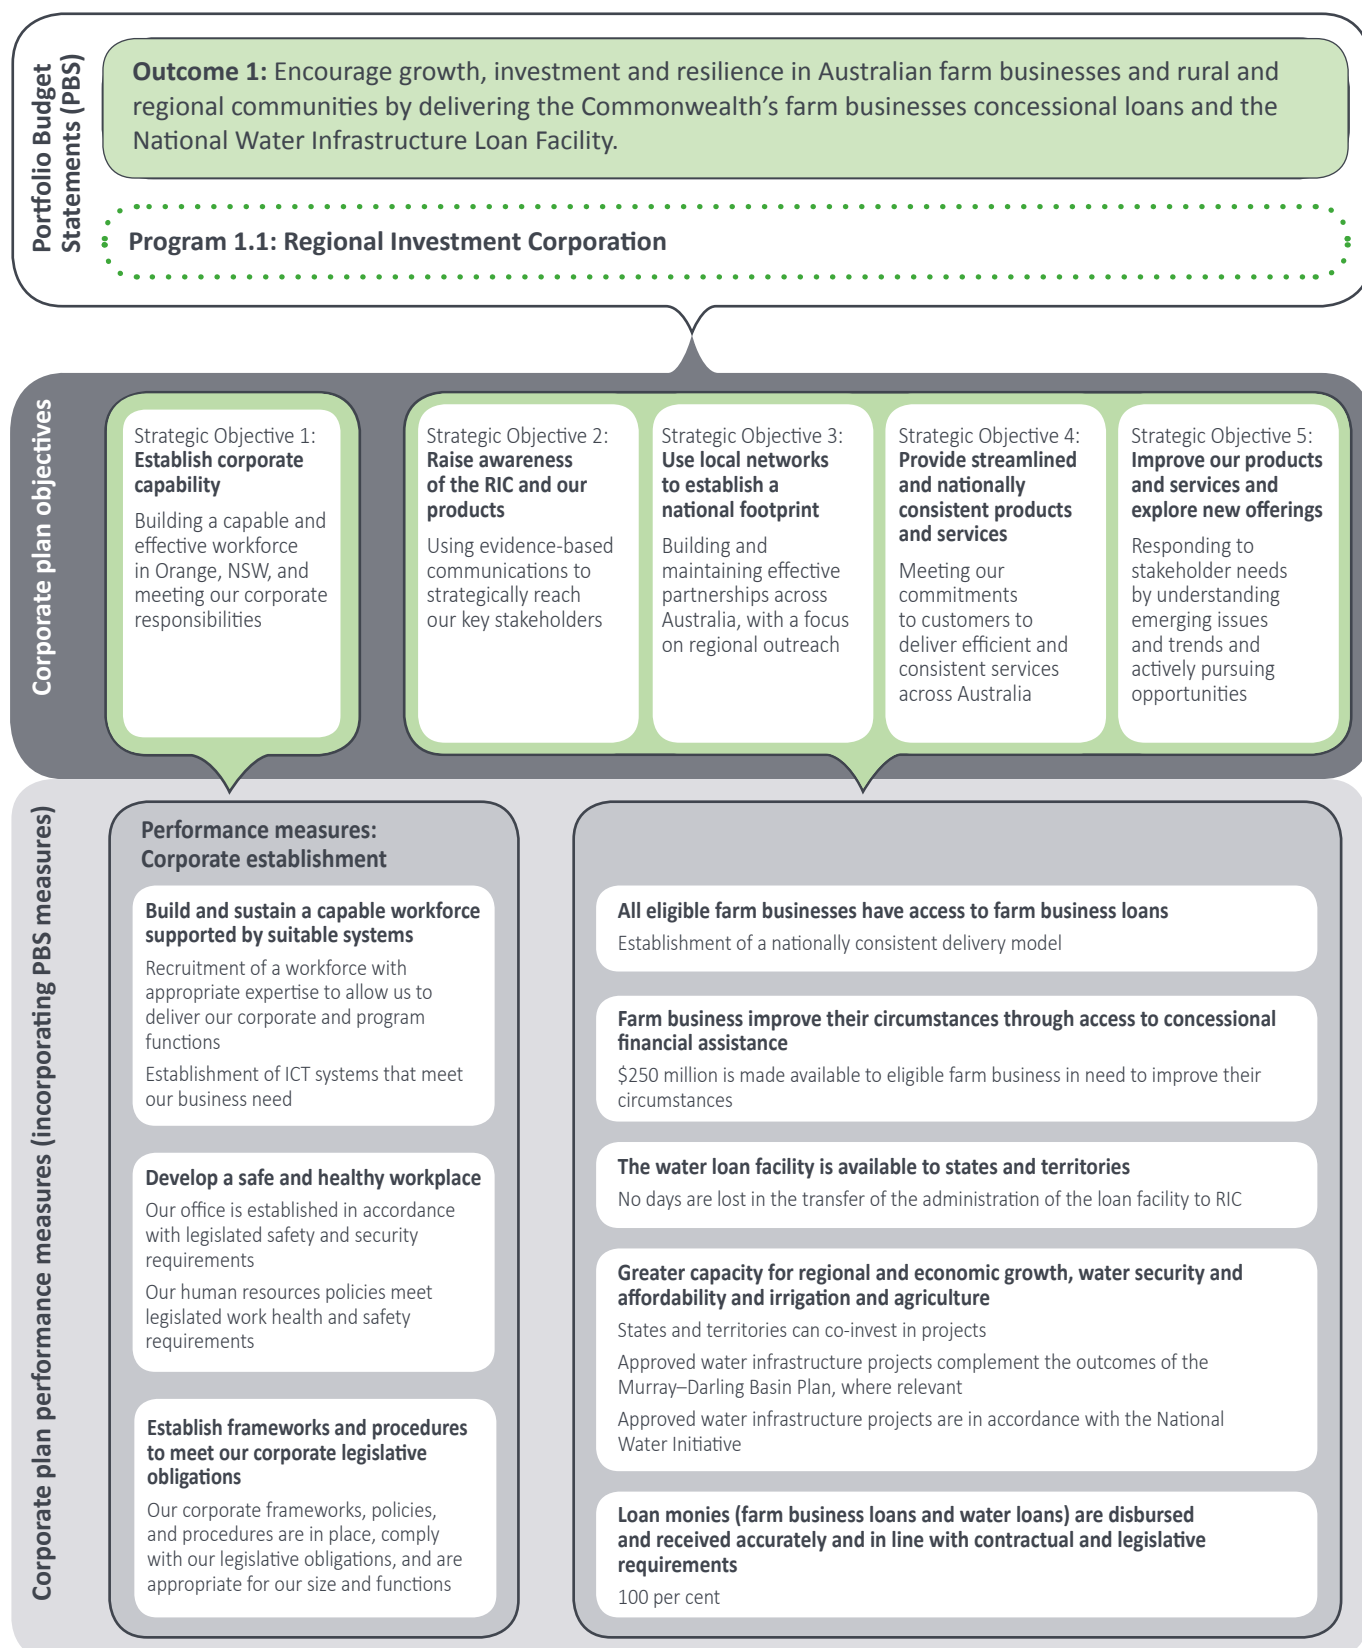 Portfolio Budget
Statements (PBS)
Outcome 1: Encourage growth, investment and resilience in Australian farm businesses and rural and
regional communities by delivering the Commonwealth’s farm businesses concessional loans and the
National Water Infrastructure Loan Facility.
Program 1.1: Regional Investment Corporation
Corporate plan objectives
Strategic Objective 1:
Establish corporate
capability
Building a capable and
effective workforce
in Orange, NSW, and
meeting our corporate
responsibilities
Strategic Objective 2:
Raise awareness
of the RIC and our
products
Using evidence-based
communications to
strategically reach
our key stakeholders
Strategic Objective 3:
Use local networks
to establish a
national footprint
Building and
maintaining effective
partnerships across
Australia, with a focus
on regional outreach
Strategic Objective 4:
Provide streamlined
and nationally
consistent products
and services
Meeting our
commitments
to customers to
deliver efficient and
consistent services
across Australia
Strategic Objective 5:
Improve our products
and services and
explore new offerings
Responding to
stakeholder needs
by understanding
emerging issues
and trends and
actively pursuing
opportunities
Corporate plan performance measures (incorporating PBS measures)
Performance measures:
Corporate establishment
Build and sustain a capable workforce
supported by suitable systems
Recruitment of a workforce with
appropriate expertise to allow us to
deliver our corporate and program
functions
Establishment of ICT systems that meet
our business need
Develop a safe and healthy workplace
Our office is established in accordance
with legislated safety and security
requirements
Our human resources policies meet
legislated work health and safety
requirements
Establish frameworks and procedures
to meet our corporate legislative
obligations
Our corporate frameworks, policies,
and procedures are in place, comply
with our legislative obligations, and are
appropriate for our size and functions
All eligible farm businesses have access to farm business loans
Establishment of a nationally consistent delivery model
Farm business improve their circumstances through access to concessional
financial assistance
$250 million is made available to eligible farm business in need to improve their
circumstances
The water loan facility is available to states and territories
No days are lost in the transfer of the administration of the loan facility to RIC
Greater capacity for regional and economic growth, water security and
affordability and irrigation and agriculture
States and territories can co-invest in projects
Approved water infrastructure projects complement the outcomes of the
Murray–Darling Basin Plan, where relevant
Approved water infrastructure projects are in accordance with the National
Water Initiative
Loan monies (farm business loans and water loans) are disbursed
and received accurately and in line with contractual and legislative
requirements
100 per cent